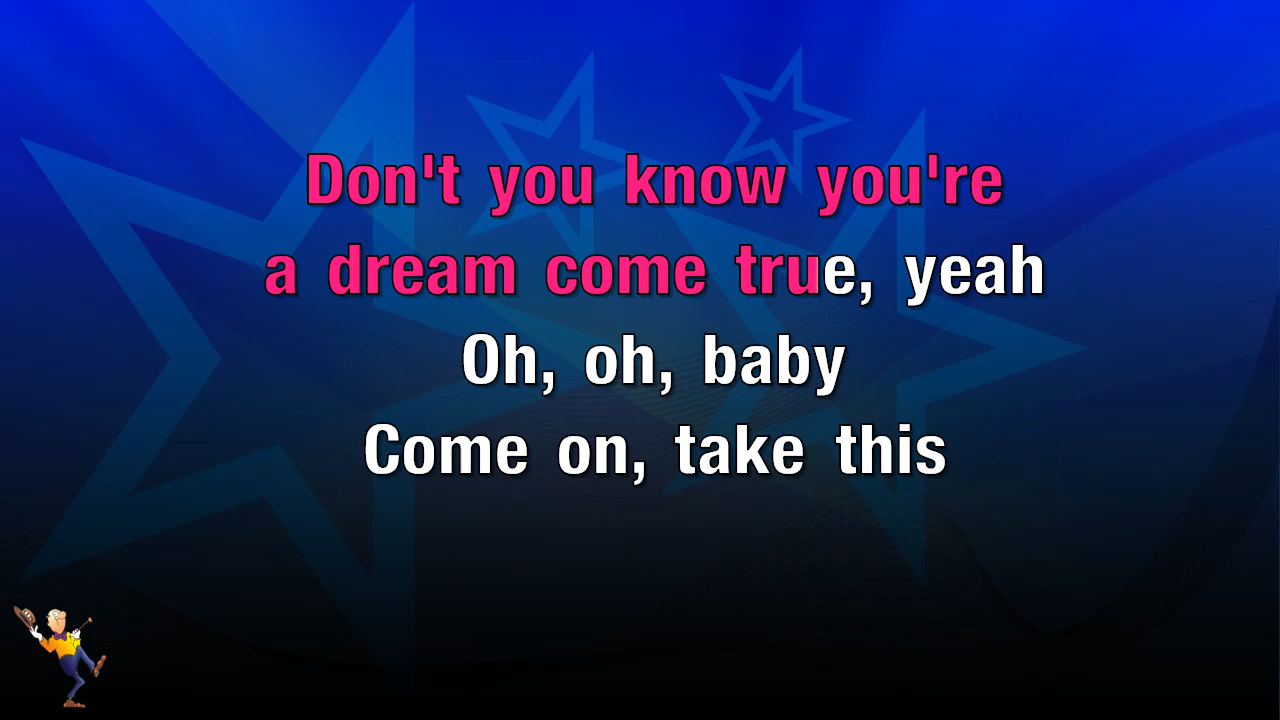 Don't you know you're
a dream come true, yeah
Oh, oh, baby
Come on, take this